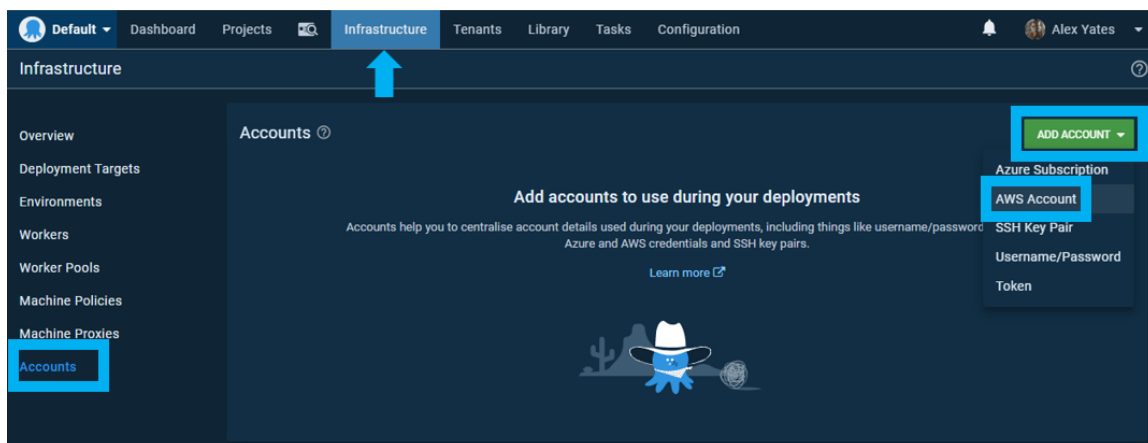 Default Dashboard Projects Infrastructure Tenants Library Tasks Configuration Alex Yates
Infrastructure
Overview
Deployment Targets
Environments
Workers
Worker Pools
Machine Policies
Machine Proxies
Accounts
Accounts
ADD ACCOUNT
Azure Subscription
AWS Account
SSH Key Pair
Username/Password
Token
Add accounts to use during your deployments
Accounts help you to centralise account details used during your deployments, including things like username/password
Azure and AWS credentials and SSH key pairs.
Learn more